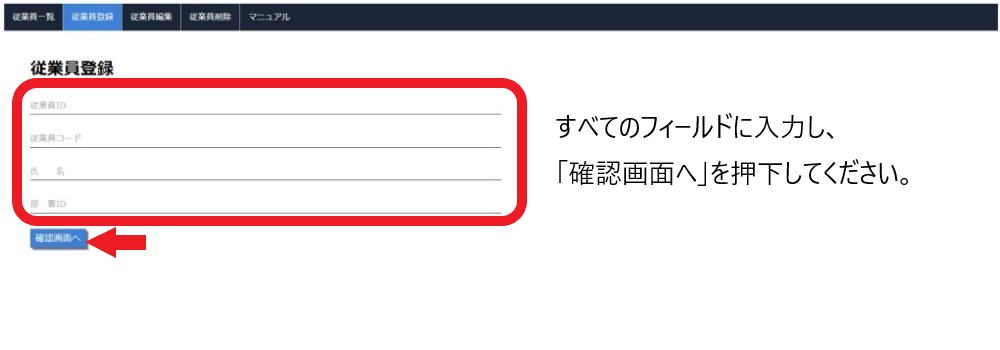 従業員一覧 従業員登録 従業員編集 従業員削除 マニュアル
従業員登録
従業員ID
従業員コード
氏　名
部　署ID
確認画面へ
すべてのフィールドに入力し、
「確認画面へ」を押下してください。